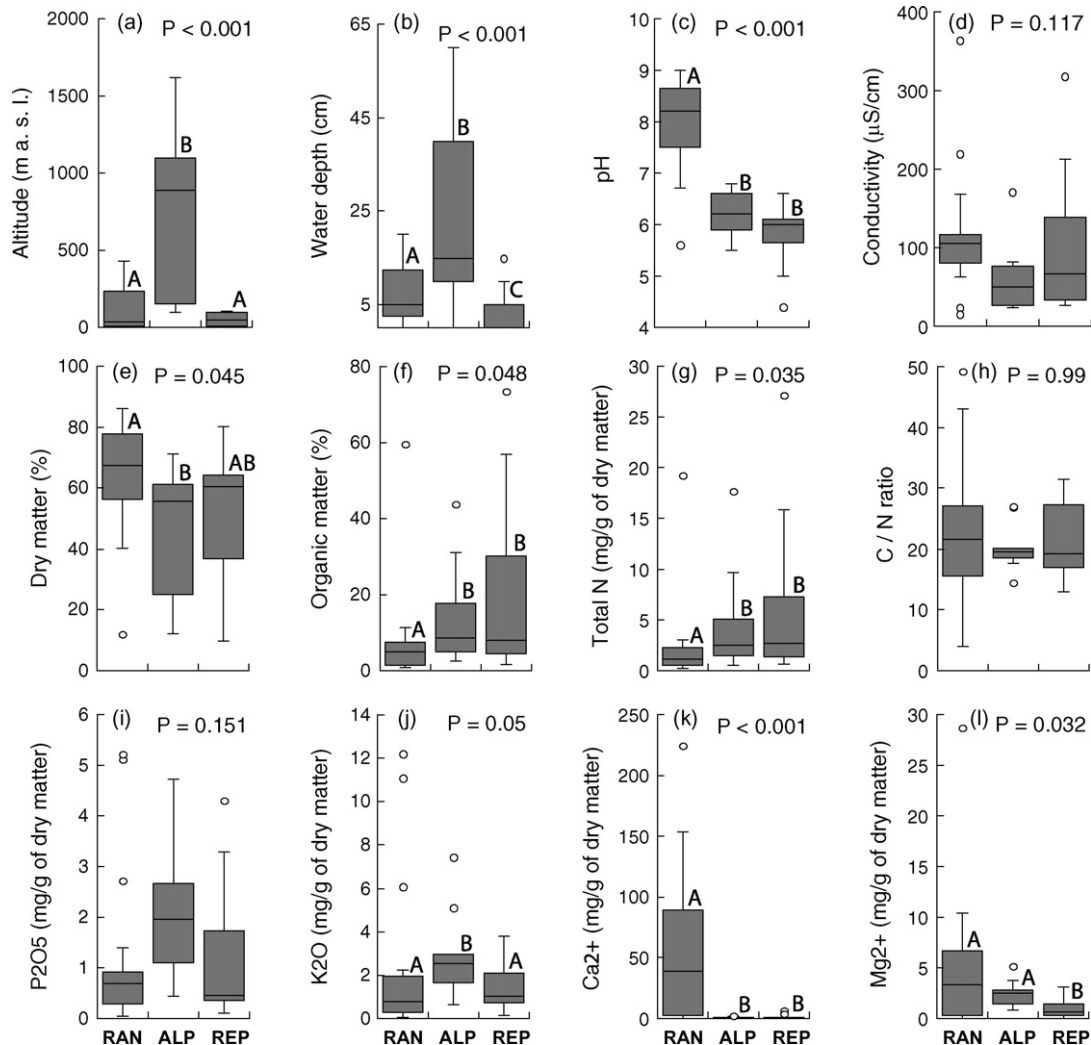 (a) P < 0.001
Altitude (m a. s. l.)
2000
1500
1000
500
0
A
B
A
(b) P < 0.001
Water depth (cm)
65
45
25
5
A
B
C
(c) P < 0.001
pH
10
9
8
7
6
5
4
A
B
B
(d) P = 0.117
Conductivity (µS/cm)
400
300
200
100
0
(e) P = 0.045
Dry matter (%)
100
80
60
40
20
0
A
B
AB
(f) P = 0.048
Organic matter (%)
80
60
40
20
0
A
B
B
(g) P = 0.035
Total N (mg/g of dry matter)
30
25
20
15
10
5
0
A
B
B
(h) P = 0.99
C / N ratio
50
40
30
20
10
0
(i) P = 0.151
P2O5 (mg/g of dry matter)
6
5
4
3
2
1
0
RAN ALP REP
(j) P = 0.05
K2O (mg/g of dry matter)
14
12
10
8
6
4
2
0
A
B
A
RAN ALP REP
(k) P < 0.001
Ca2+ (mg/g of dry matter)
250
200
150
100
50
0
A
B
B
RAN ALP REP
(l) P = 0.032
Mg2+ (mg/g of dry matter)
30
25
20
15
10
5
0
A
A
B
RAN ALP REP